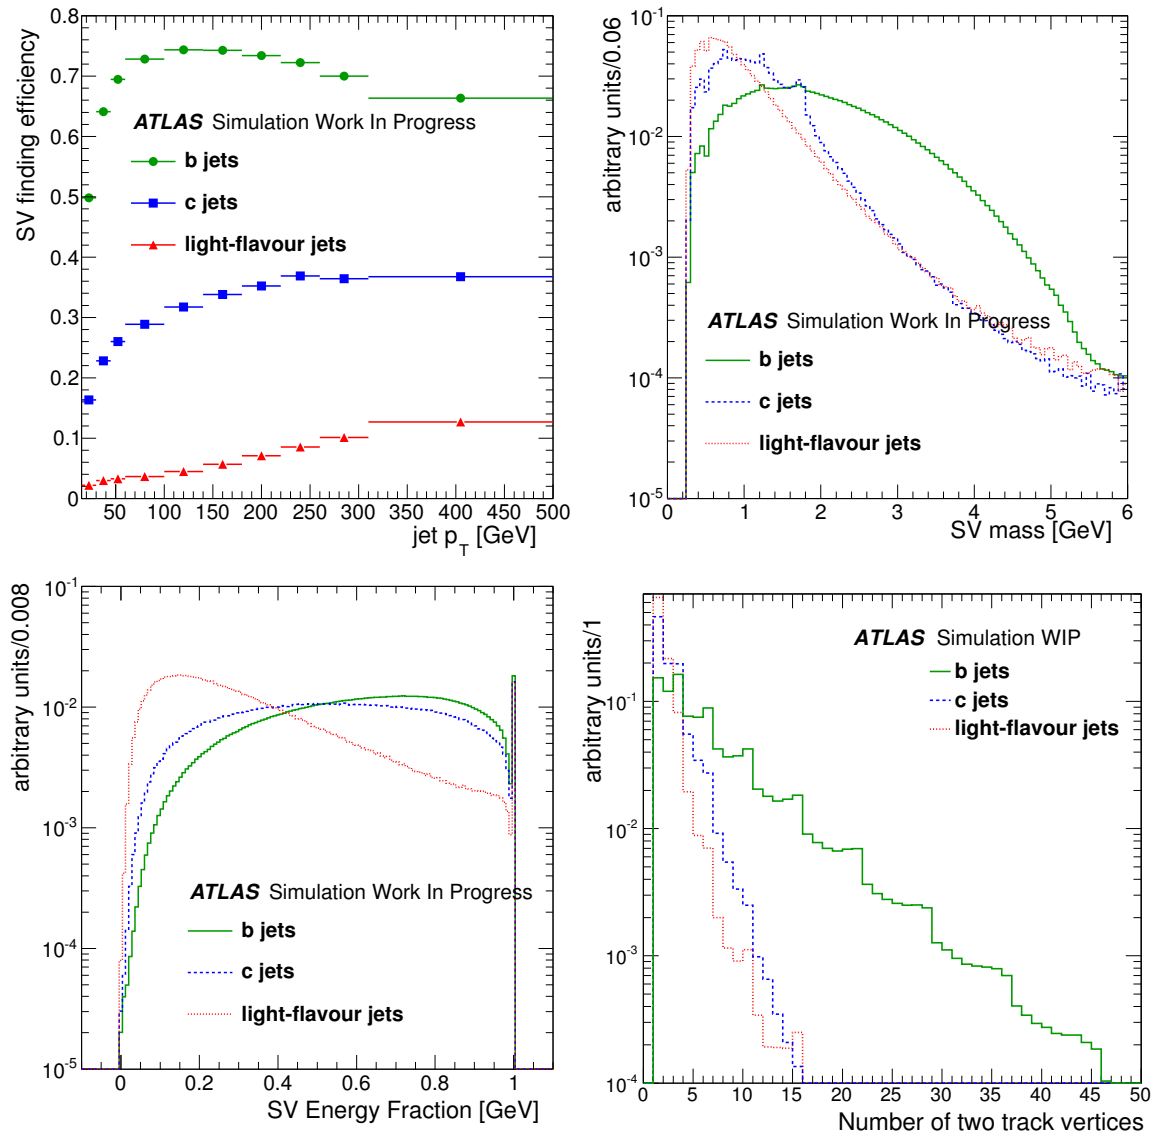 SV finding efficiency
0.8
0.7
0.6
0.5
0.4
0.3
0.2
0.1
0
ATLAS Simulation Work In Progress
b jets
c jets
light-flavour jets
50 100 150 200 250 300 350 400 450 500
jet pT [GeV]
arbitrary units/0.06
10-1
10-2
10-3
10-4
10-5
ATLAS Simulation Work In Progress
b jets
c jets
light-flavour jets
0 1 2 3 4 5 6
SV mass [GeV]
arbitrary units/0.008
10-1
10-2
10-3
10-4
10-5
ATLAS Simulation Work In Progress
b jets
c jets
light-flavour jets
0 0.2 0.4 0.6 0.8 1
SV Energy Fraction [GeV]
arbitrary units/1
10-1
10-2
10-3
10-4
ATLAS Simulation WIP
b jets
c jets
light-flavour jets
0 5 10 15 20 25 30 35 40 45 50
Number of two track vertices